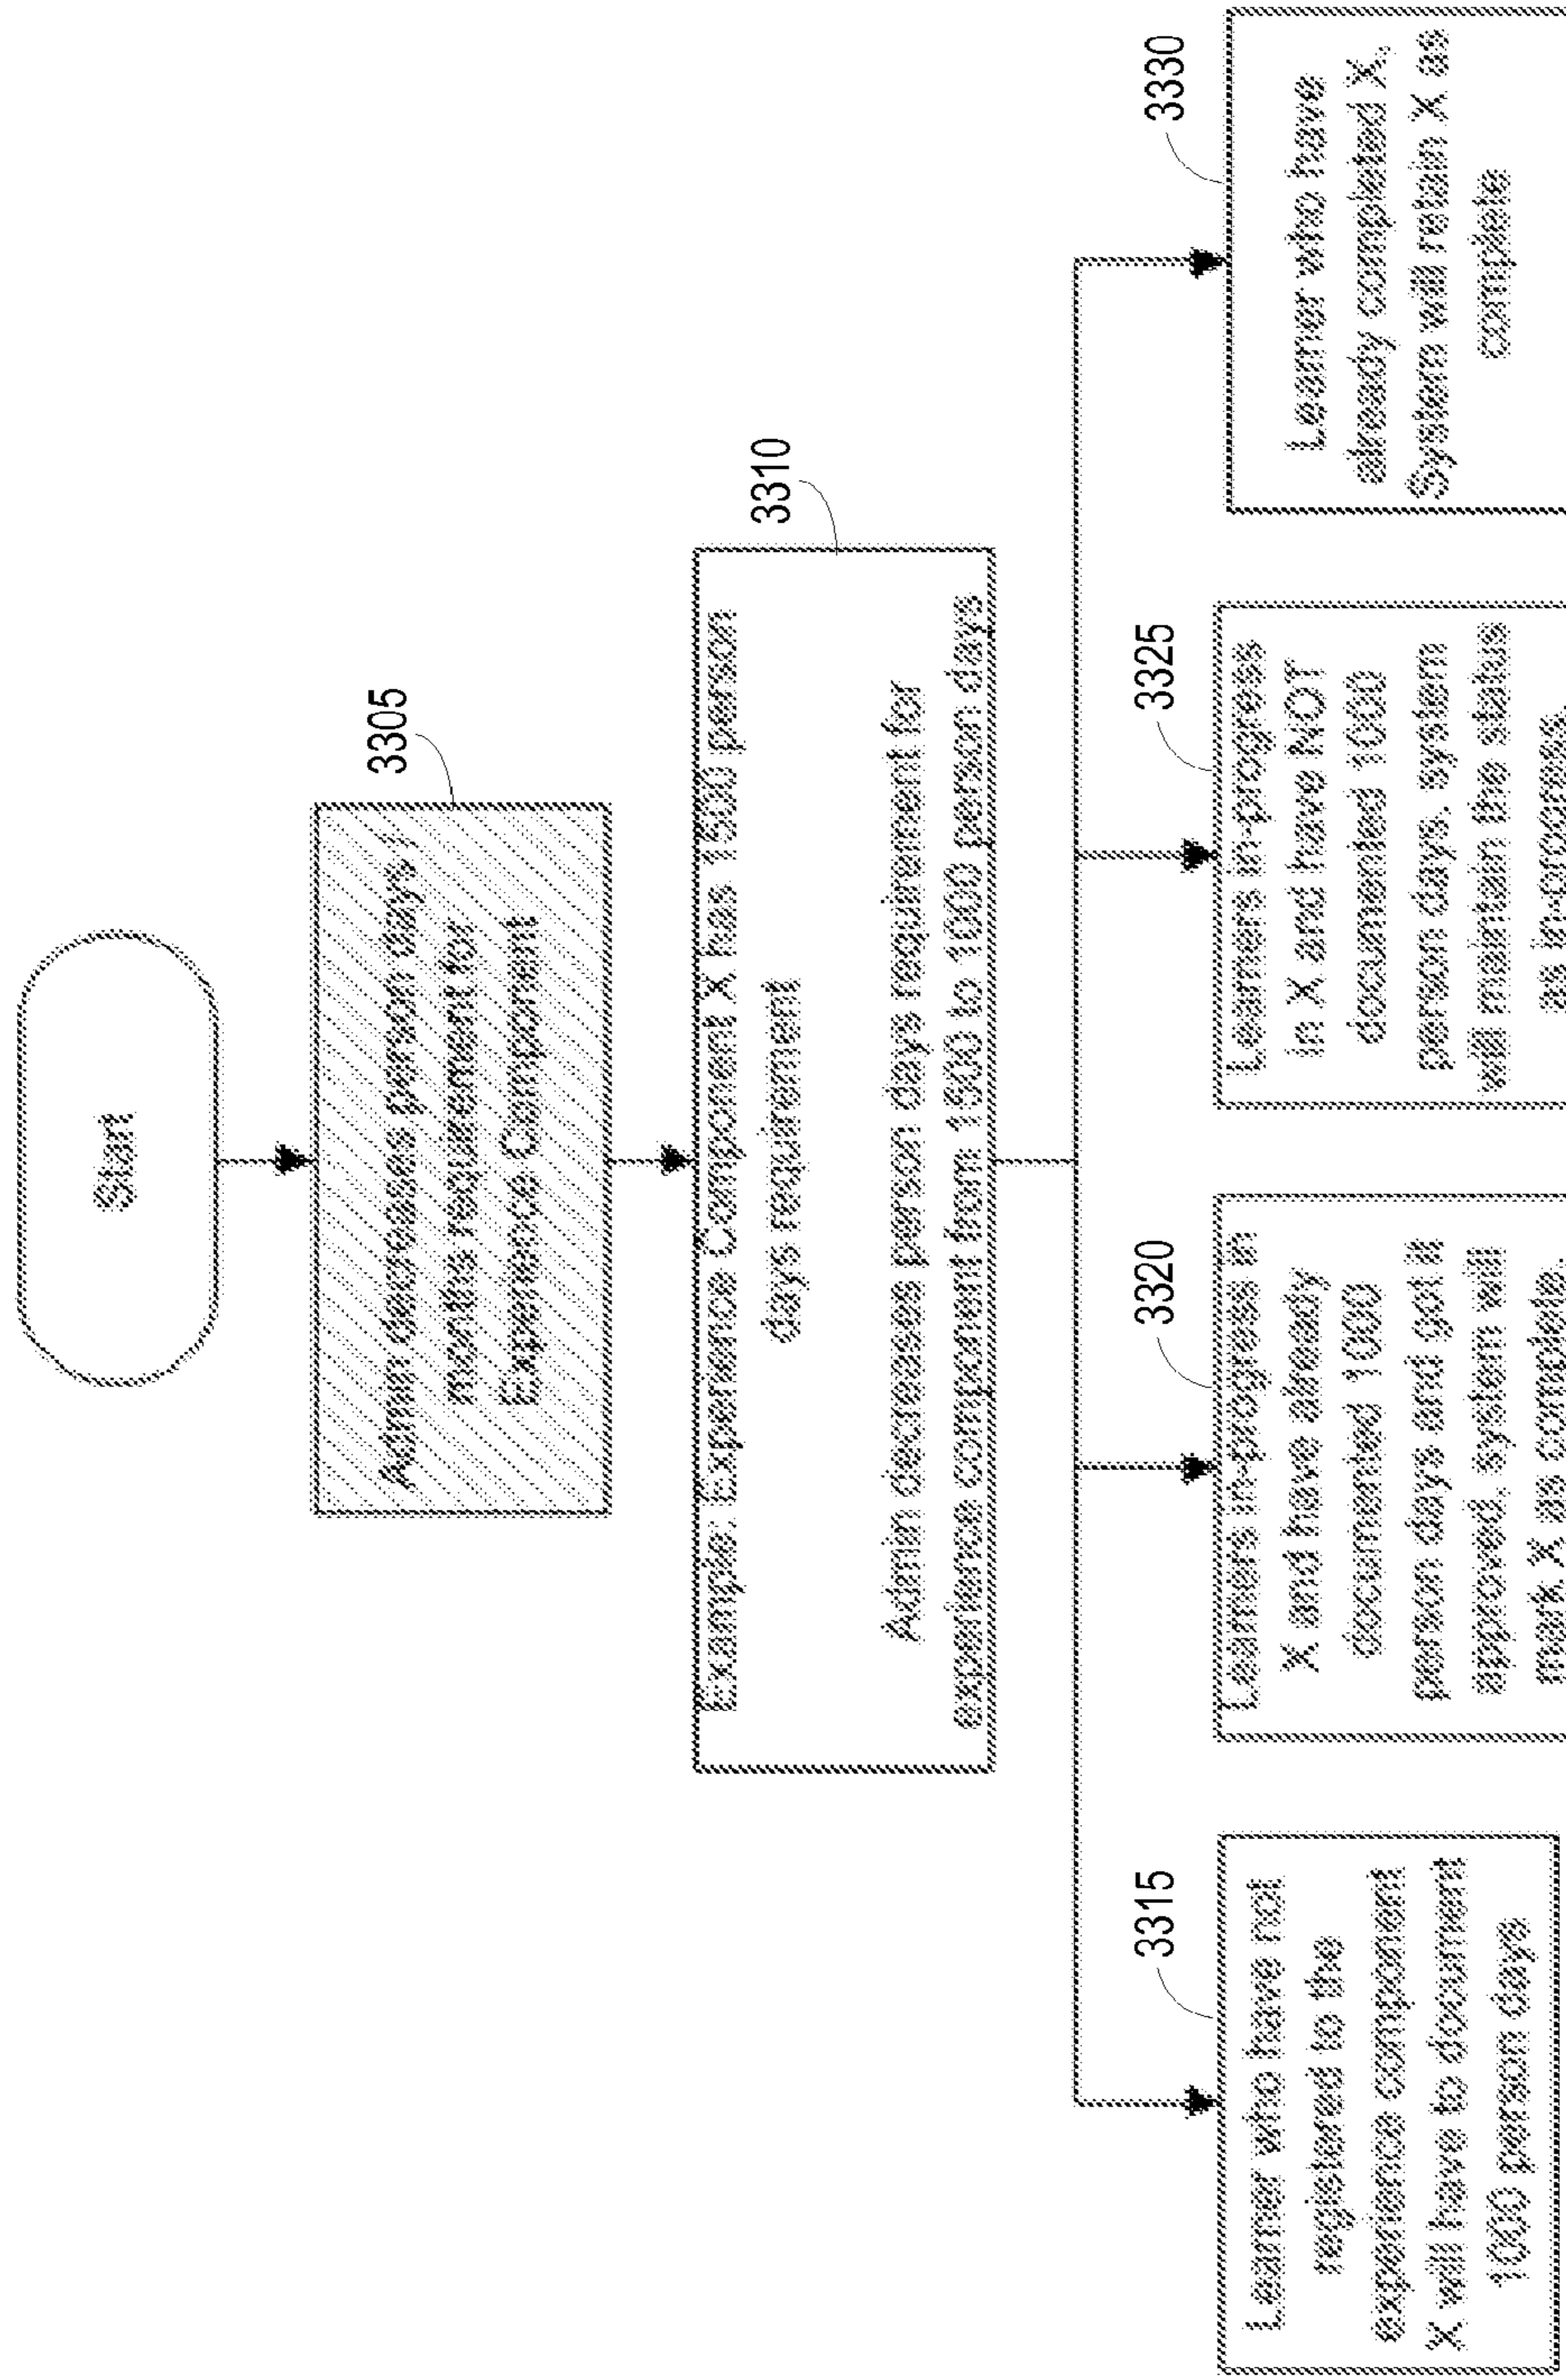 Start
3305
Admin decreases person days/
months requirement for
Experience Component
3310
Example: Experience Component X has 1500 person
days requirement
Admin decreases person days requirement for
experience component from 1500 to 1000 person days
3315
Learner who have not
registered to the
experience component
X will have to document
1000 person days
3320
Learners in-progress in
X and have already
documented 1000
person days and got it
approved, system will
mark X as complete.
3325
Learners in-progress
in X and have NOT
documented 1000
person days, system
will maintain the status
as in-progress.
3330
Learner who have
already completed X,
System will retain X as
complete